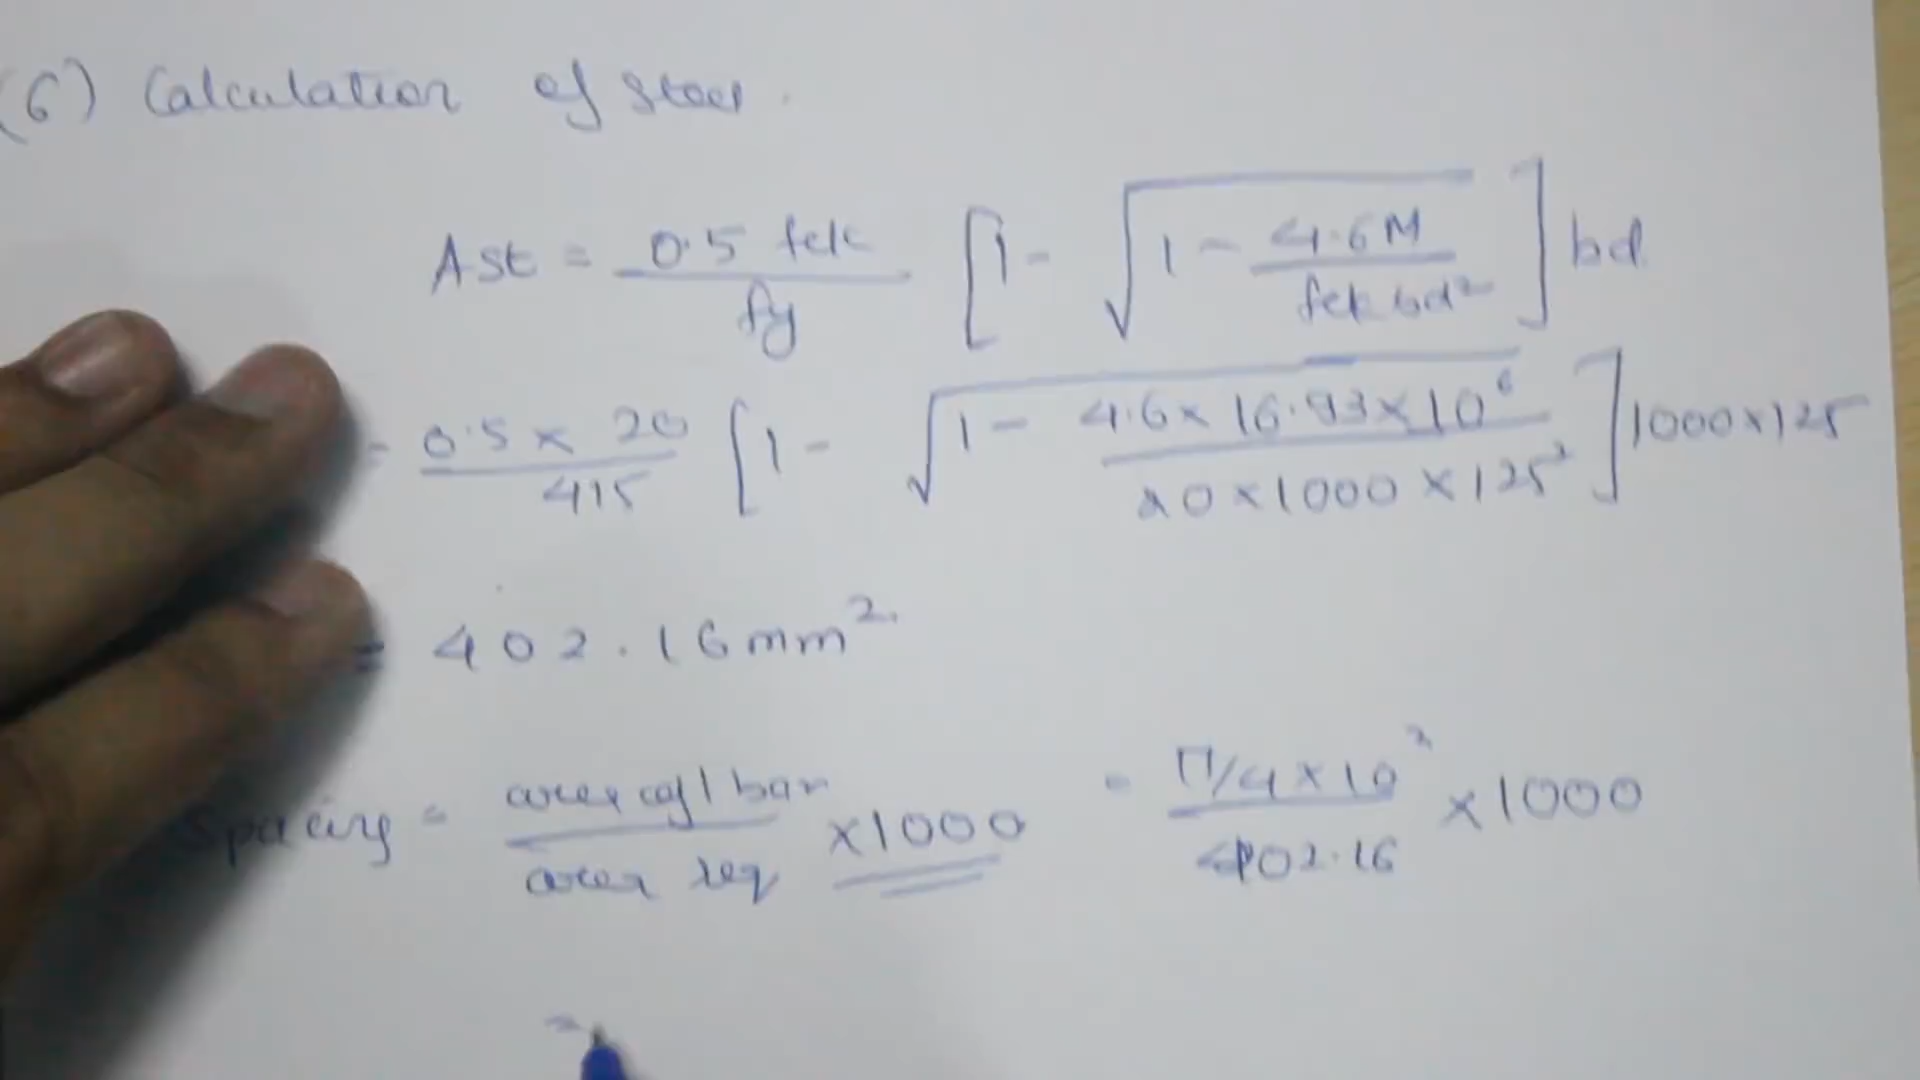 (6) Calculation of steel.
Ast = 0.5 fck / fy [1 - √(1 - 4.6M / fck bd²)] bd
= 0.5 × 20 / 415 [1 - √(1 - 4.6 × 16.93 × 10⁶ / 20 × 1000 × 125²)] 1000 × 125
= 402.16 mm².
Spacing = area of 1 bar / area req × 1000 = π/4 × 10² / 402.16 × 1000
=